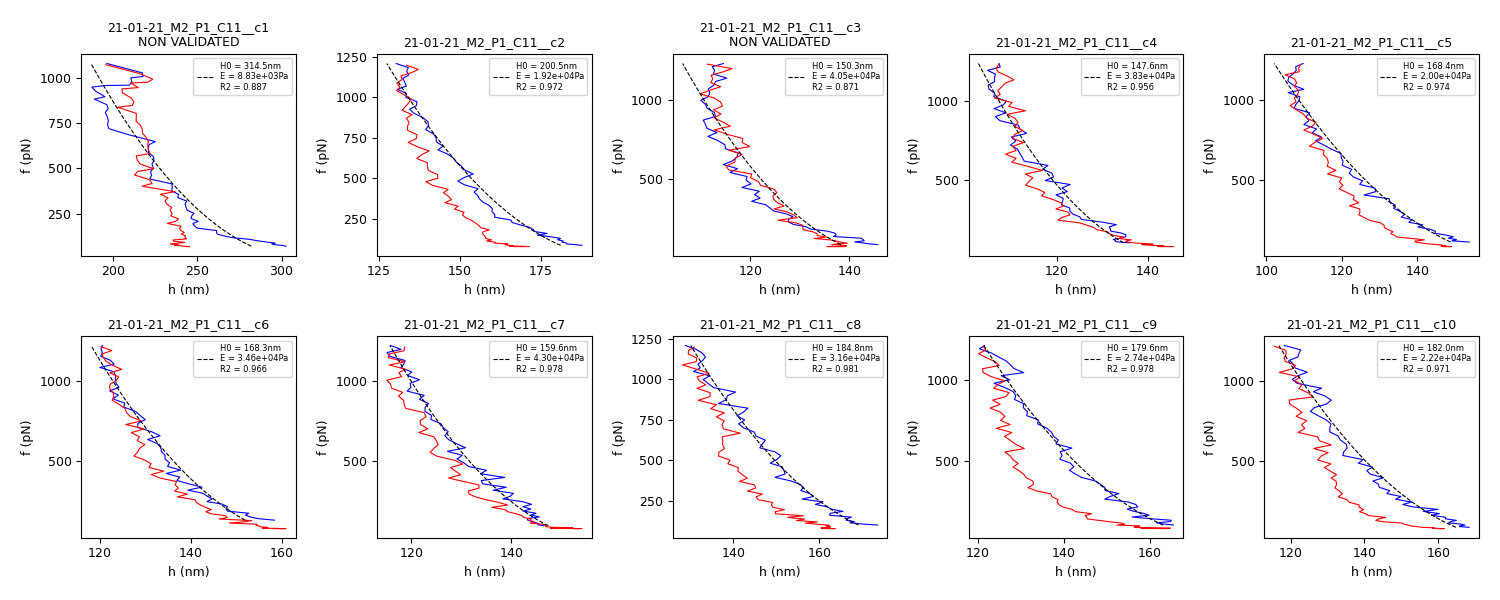 21-01-21_M2_P1_C11__c1
NON VALIDATED
H0 = 314.5nm
E = 8.83e+03Pa
R2 = 0.887
1000
750
500
250
f (pN)
200
250
300
h (nm)
21-01-21_M2_P1_C11__c2
H0 = 200.5nm
E = 1.92e+04Pa
R2 = 0.972
1250
1000
750
500
250
f (pN)
125
150
175
h (nm)
21-01-21_M2_P1_C11__c3
NON VALIDATED
H0 = 150.3nm
E = 4.05e+04Pa
R2 = 0.871
1000
500
f (pN)
120
140
h (nm)
21-01-21_M2_P1_C11__c4
H0 = 147.6nm
E = 3.83e+04Pa
R2 = 0.956
1000
500
f (pN)
120
140
h (nm)
21-01-21_M2_P1_C11__c5
H0 = 168.4nm
E = 2.00e+04Pa
R2 = 0.974
1000
500
f (pN)
100
120
140
h (nm)
21-01-21_M2_P1_C11__c6
H0 = 168.3nm
E = 3.46e+04Pa
R2 = 0.966
1000
500
f (pN)
120
140
160
h (nm)
21-01-21_M2_P1_C11__c7
H0 = 159.6nm
E = 4.30e+04Pa
R2 = 0.978
1000
500
f (pN)
120
140
h (nm)
21-01-21_M2_P1_C11__c8
H0 = 184.8nm
E = 3.16e+04Pa
R2 = 0.981
1250
1000
750
500
250
f (pN)
140
160
h (nm)
21-01-21_M2_P1_C11__c9
H0 = 179.6nm
E = 2.74e+04Pa
R2 = 0.978
1000
500
f (pN)
120
140
160
h (nm)
21-01-21_M2_P1_C11__c10
H0 = 182.0nm
E = 2.22e+04Pa
R2 = 0.971
1000
500
f (pN)
120
140
160
h (nm)